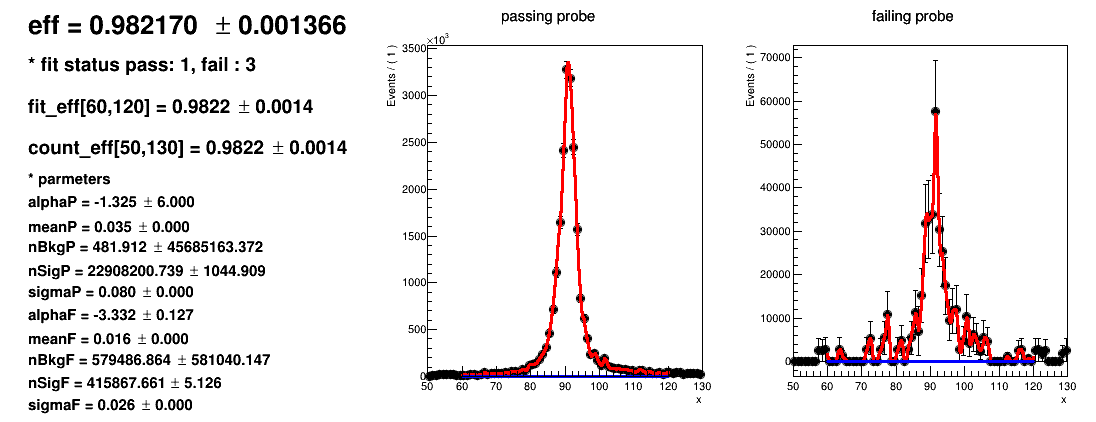 eff = 0.982170 ± 0.001366
* fit status pass: 1, fail : 3
fit_eff[60,120] = 0.9822 ± 0.0014
count_eff[50,130] = 0.9822 ± 0.0014
* parmeters
alphaP = -1.325 ± 6.000
meanP = 0.035 ± 0.000
nBkgP = 481.912 ± 45685163.372
nSigP = 22908200.739 ± 1044.909
sigmaP = 0.080 ± 0.000
alphaF = -3.332 ± 0.127
meanF = 0.016 ± 0.000
nBkgF = 579486.864 ± 581040.147
nSigF = 415867.661 ± 5.126
sigmaF = 0.026 ± 0.000
passing probe
×10³
Events / ( 1 )
3500
3000
2500
2000
1500
1000
500
0
50 60 70 80 90 100 110 120 130
x
failing probe
Events / ( 1 )
70000
60000
50000
40000
30000
20000
10000
0
50 60 70 80 90 100 110 120 130
x